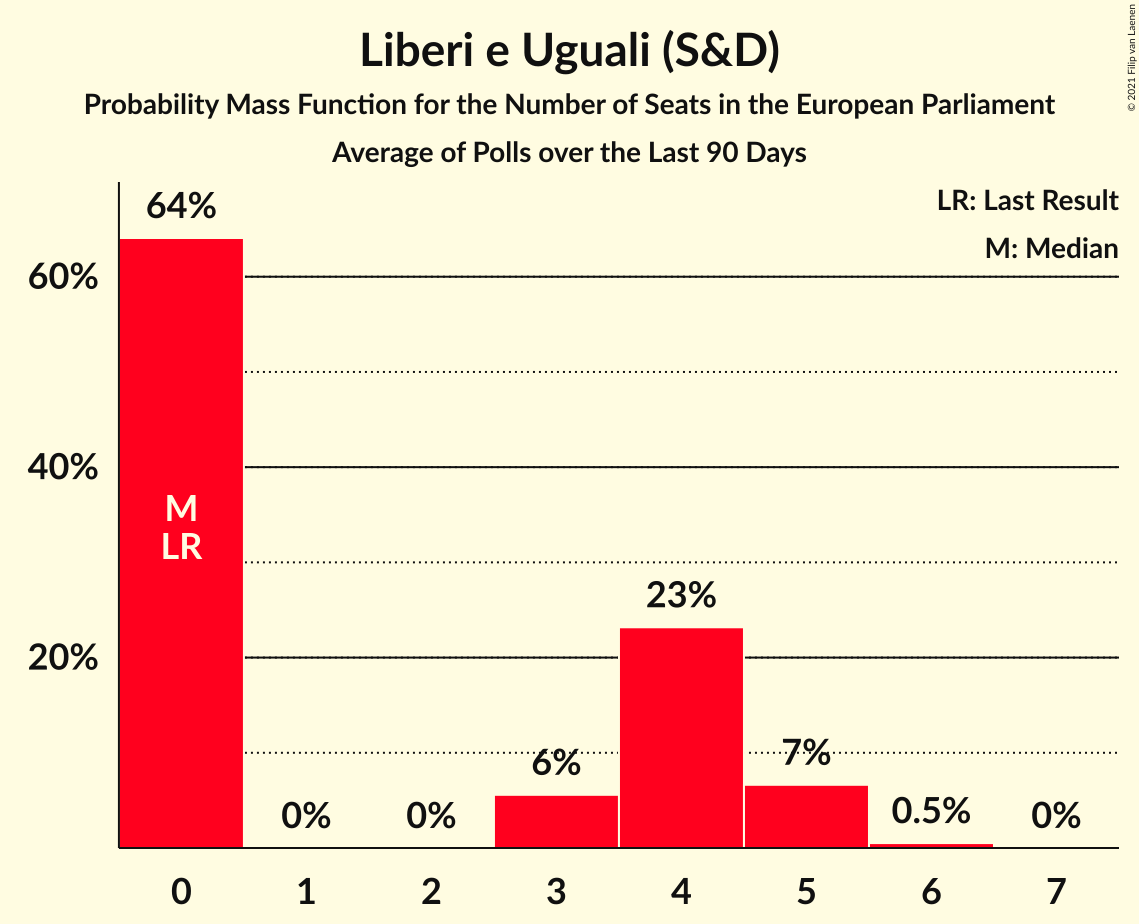 Liberi e Uguali (S&D)
Probability Mass Function for the Number of Seats in the European Parliament
Average of Polls over the Last 90 Days
© 2021 Filip van Laenen
LR: Last Result
M: Median
64%
60%
40%
M
LR
23%
20%
6%
7%
0%
0%
0.5%
0%
0 1 2 3 4 5 6 7